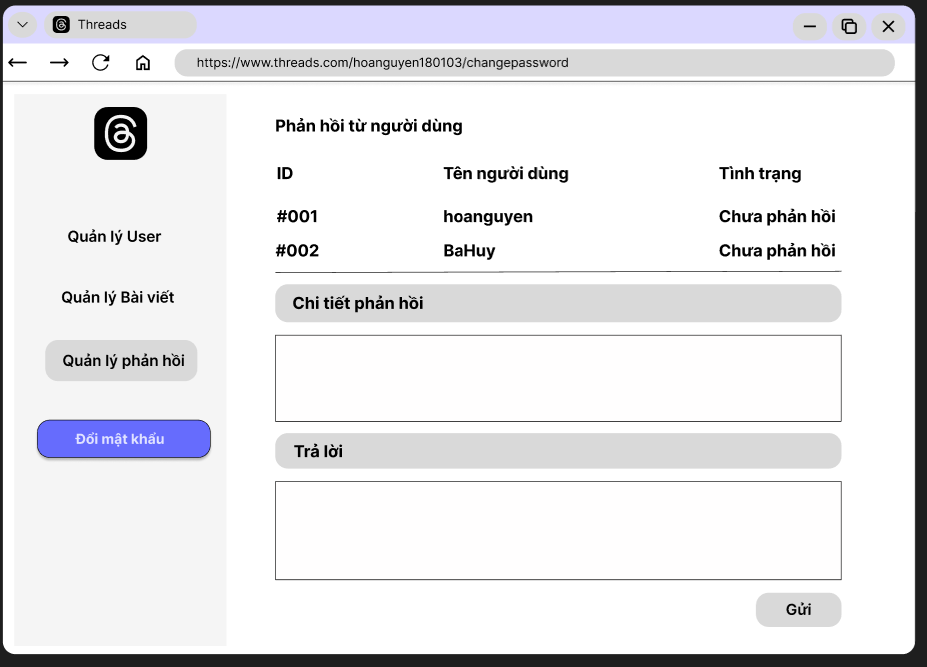 Threads
https://www.threads.com/hoanguyen180103/changepassword
Quản lý User
Quản lý Bài viết
Quản lý phản hồi
Đổi mật khẩu
Phản hồi từ người dùng
ID Tên người dùng Tình trạng
#001 hoanguyen Chưa phản hồi
#002 BaHuy Chưa phản hồi
Chi tiết phản hồi
Trả lời
Gửi